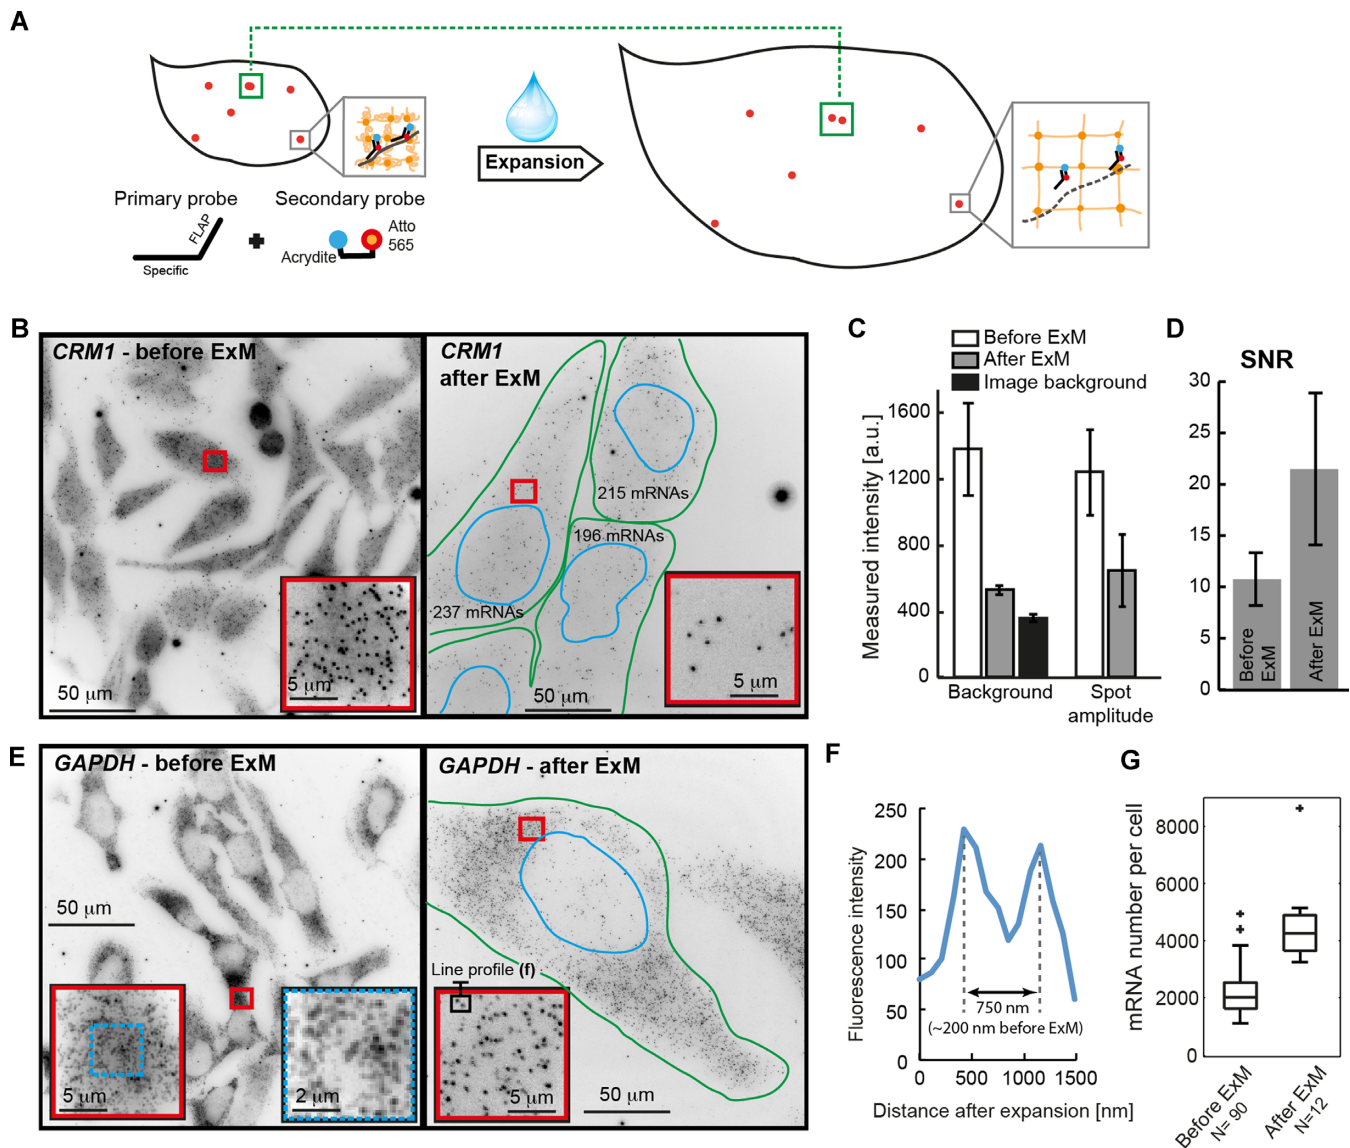 A
Expansion
Primary probe
FLAP
Specific
Secondary probe
Acrydite
Atto
565
B
CRM1 - before ExM
50 μm
5 μm
CRM1
after ExM
215 mRNAs
196 mRNAs
237 mRNAs
50 μm
5 μm
C
Before ExM
After ExM
Image background
Measured intensity [a.u.]
1600
1200
800
400
0
Background
Spot
amplitude
D
SNR
30
25
20
15
10
5
0
Before
ExM
After ExM
E
GAPDH - before ExM
50 μm
5 μm
2 μm
GAPDH - after ExM
Line profile (f)
5 μm
50 μm
F
Fluorescence intensity
250
200
150
100
50
0
750 nm
(~200 nm before ExM)
0
500
1000
1500
Distance after expansion [nm]
G
mRNA number per cell
8000
6000
4000
2000
0
Before ExM
N= 90
After ExM
N=12